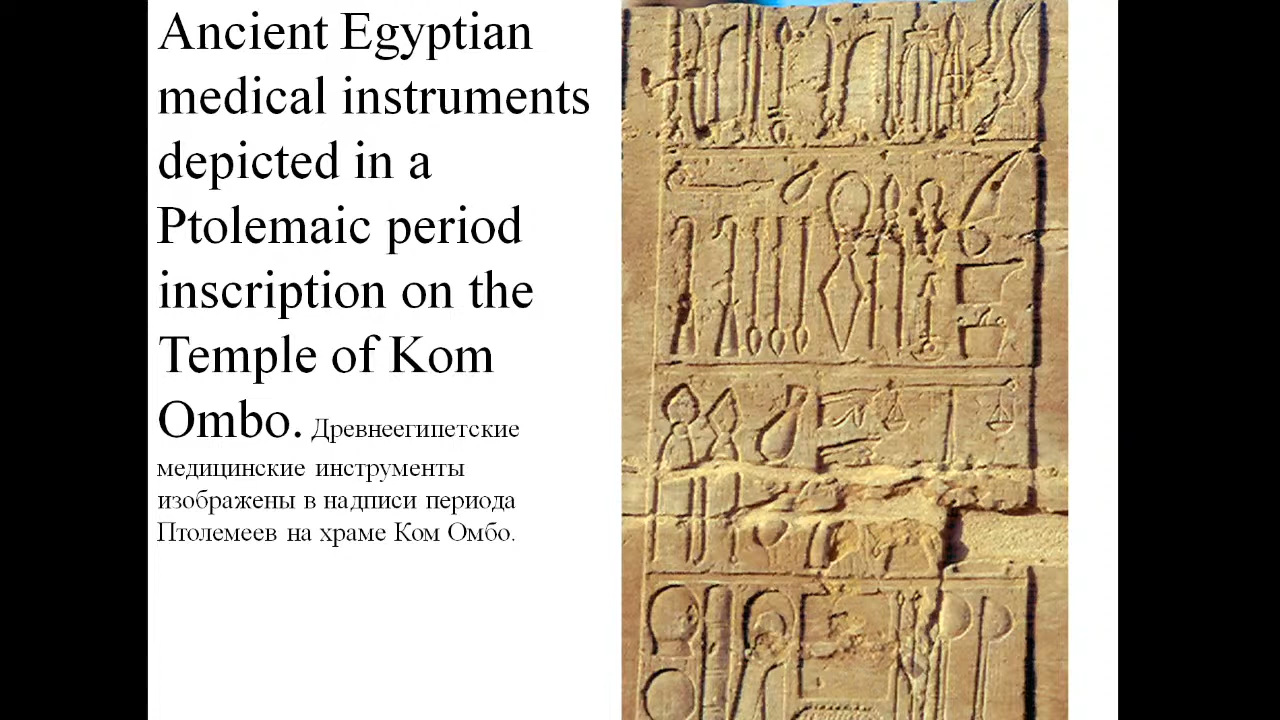 Ancient Egyptian
medical instruments
depicted in a
Ptolemaic period
inscription on the
Temple of Kom
Ombo. Древнеегипетские
медицинские инструменты
изображены в надписи периода
Птолемеев на храме Ком Омбо.